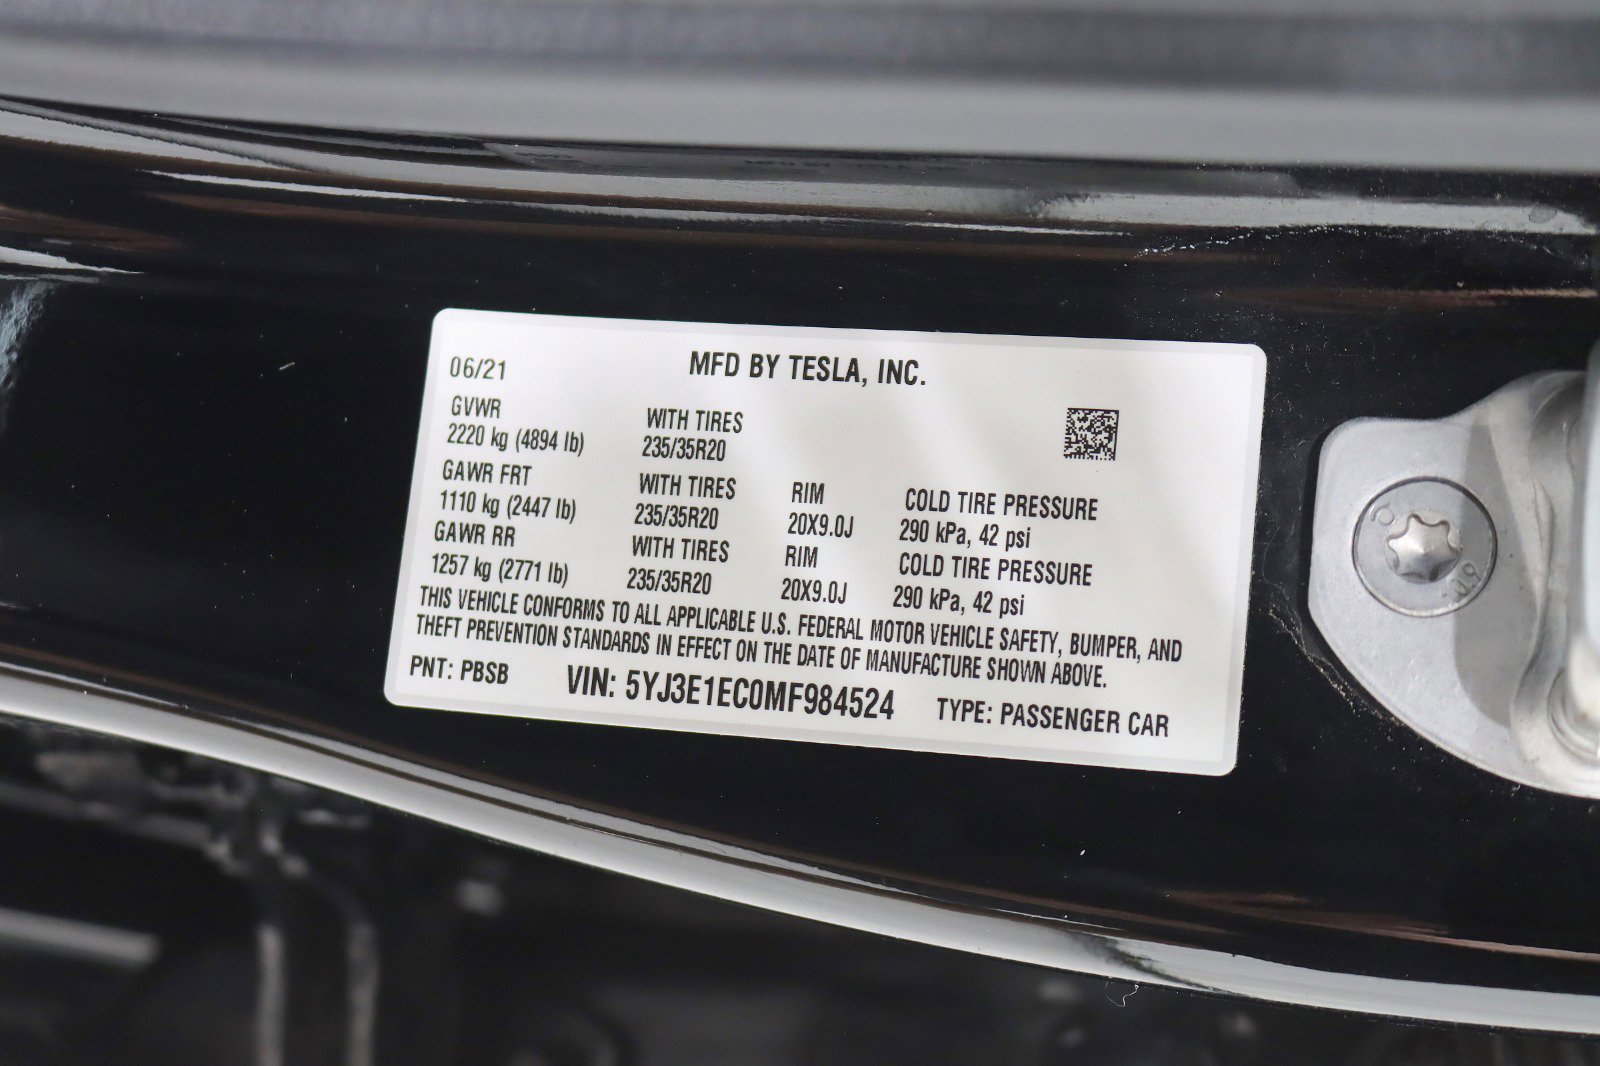 06/21 MFD BY TESLA, INC.
GVWR WITH TIRES
2220 kg (4894 lb) 235/35R20
GAWR FRT WITH TIRES RIM COLD TIRE PRESSURE
1110 kg (2447 lb) 235/35R20 20X9.0J 290 kPa, 42 psi
GAWR RR WITH TIRES RIM COLD TIRE PRESSURE
1257 kg (2771 lb) 235/35R20 20X9.0J 290 kPa, 42 psi
THIS VEHICLE CONFORMS TO ALL APPLICABLE U.S. FEDERAL MOTOR VEHICLE SAFETY, BUMPER, AND
THEFT PREVENTION STANDARDS IN EFFECT ON THE DATE OF MANUFACTURE SHOWN ABOVE.
PNT: PBSB VIN: 5YJ3E1EC0MF984524 TYPE: PASSENGER CAR